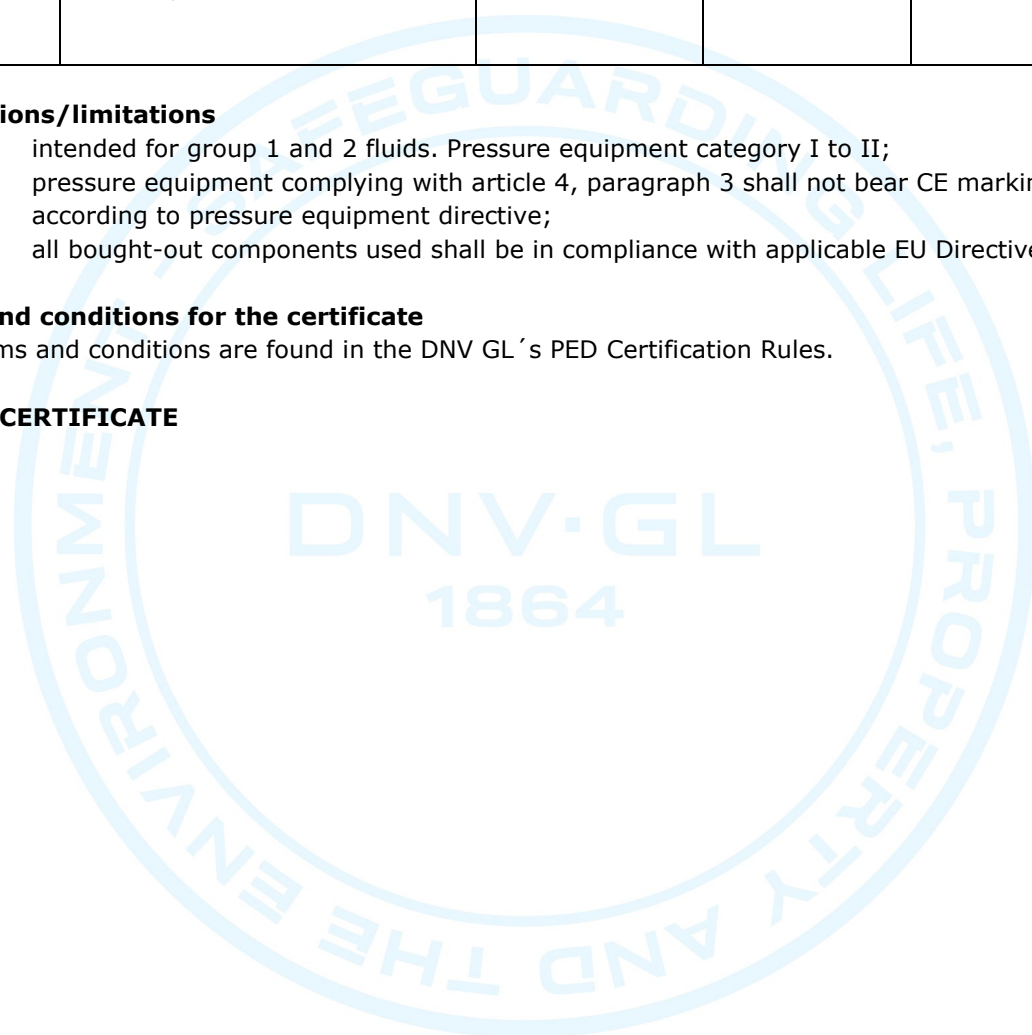 ions/limitations
intended for group 1 and 2 fluids. Pressure equipment category I to II;
pressure equipment complying with article 4, paragraph 3 shall not bear CE markin
according to pressure equipment directive;
all bought-out components used shall be in compliance with applicable EU Directive
nd conditions for the certificate
ms and conditions are found in the DNV GL´s PED Certification Rules.
CERTIFICATE
SAFEGUARDING LIFE, PROPERTY AND THE ENVIRONMENT
DNV·GL
1864